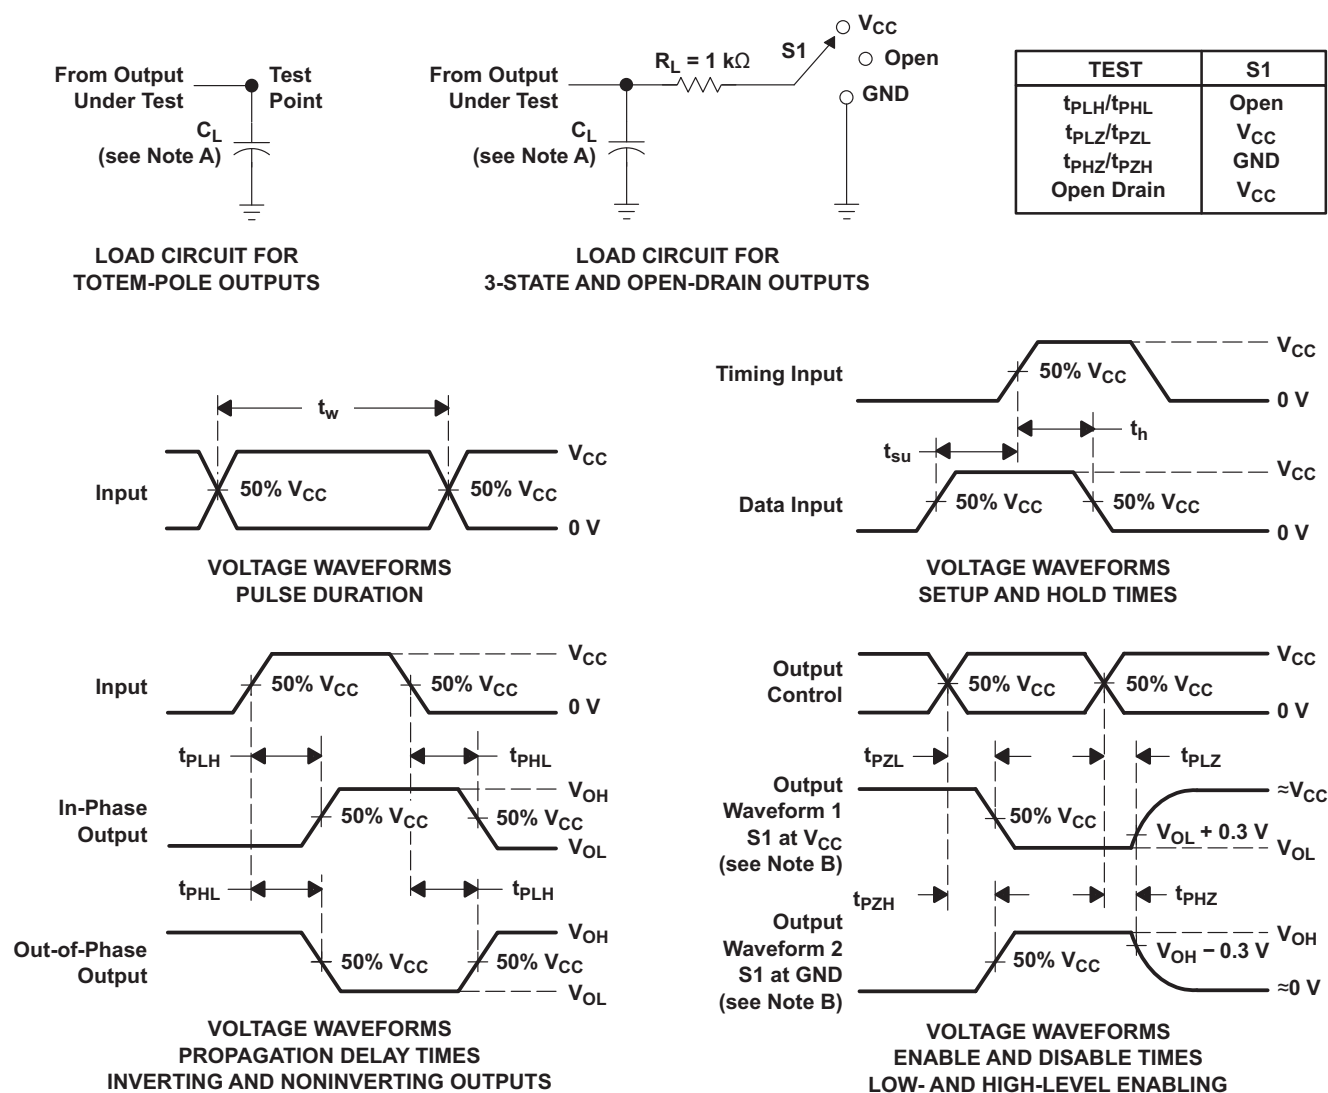 From Output
Under Test
Test
Point
CL
(see Note A)
LOAD CIRCUIT FOR
TOTEM-POLE OUTPUTS
From Output
Under Test
RL = 1 kΩ
S1
VCC
Open
GND
CL
(see Note A)
LOAD CIRCUIT FOR
3-STATE AND OPEN-DRAIN OUTPUTS
TEST S1
tPLH/tPHL Open
tPLZ/tPZL VCC
tPHZ/tPZH GND
Open Drain VCC
tw
Input
50% VCC
50% VCC
VCC
0 V
VOLTAGE WAVEFORMS
PULSE DURATION
Timing Input
50% VCC
VCC
0 V
th
tsu
Data Input
50% VCC
50% VCC
VCC
0 V
VOLTAGE WAVEFORMS
SETUP AND HOLD TIMES
Input
50% VCC
50% VCC
VCC
0 V
tPLH
tPHL
In-Phase
Output
50% VCC
50% VCC
VOH
VOL
tPHL
tPLH
Out-of-Phase
Output
50% VCC
50% VCC
VOH
VOL
VOLTAGE WAVEFORMS
PROPAGATION DELAY TIMES
INVERTING AND NONINVERTING OUTPUTS
Output
Control
50% VCC
50% VCC
VCC
0 V
tPZL
tPLZ
Output
Waveform 1
S1 at VCC
(see Note B)
50% VCC
VOL + 0.3 V
≈VCC
VOL
tPZH
tPHZ
Output
Waveform 2
S1 at GND
(see Note B)
50% VCC
VOH − 0.3 V
VOH
≈0 V
VOLTAGE WAVEFORMS
ENABLE AND DISABLE TIMES
LOW- AND HIGH-LEVEL ENABLING